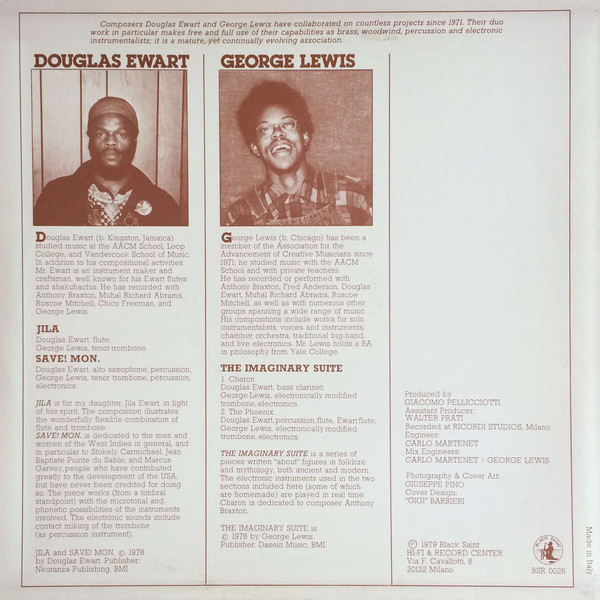 Composers Douglas Ewart and George Lewis have collaborated on countless projects since 1971. Their duo
work in particular makes free and full use of their capabilities as brass, woodwind, percussion and electronic
instrumentalists; it is a mature, yet continually evolving association.
DOUGLAS EWART
Douglas Ewart (b. Kingston, Jamaica)
studied music at the AACM School, Loop
College, and Vandercook School of Music.
In addition to his compositional activities
Mr. Ewart is an instrument maker and
craftsman, well known for his Ewart flutes
and shakuhachis. He has recorded with
Anthony Braxton, Muhal Richard Abrams,
Roscoe Mitchell, Chico Freeman, and
George Lewis.
JILA
Douglas Ewart, flute;
George Lewis, tenor trombone.
SAVE! MON.
Douglas Ewart, alto saxophone, percussion;
George Lewis, tenor trombone, percussion,
electronics.
JILA is for my daughter, Jila Ewart, in light
of her spirit. The composition illustrates
the wonderfully flexible combination of
flute and trombone.
SAVE! MON. is dedicated to the men and
women of the West Indies in general, and
in particular to Stokely Carmichael, Jean
Baptiste Pointe du Sable, and Marcus
Garvey, people who have contributed
greatly to the development of the USA,
but have never been credited for doing
so. The piece works (from a timbral
standpoint) with the microtonal and
phonetic possibilities of the instruments
involved. The electronic sounds include
contact miking of the trombone
(as percussion instrument).
JILA and SAVE! MON. © 1978
by Douglas Ewart. Publisher:
Nkaranza Publishing, BMI.
GEORGE LEWIS
George Lewis (b. Chicago) has been a
member of the Association for the
Advancement of Creative Musicians since
1971; he studied music with the AACM
School and with private teachers.
He has recorded or performed with
Anthony Braxton, Fred Anderson, Douglas
Ewart, Muhal Richard Abrams, Roscoe
Mitchell, as well as with numerous other
groups spanning a wide range of music.
His compositions include works for solo
instrumentalists, voices and instruments,
chamber orchestra, traditional big-band,
and live electronics. Mr. Lewis holds a BA
in philosophy from Yale College.
THE IMAGINARY SUITE
1. Charon
Douglas Ewart, bass clarinet;
George Lewis, electronically modified
trombone, electronics.
2. The Phoenix
Douglas Ewart, percussion, flute, Ewart flute;
George Lewis, electronically modified
trombone, electronics.
THE IMAGINARY SUITE is a series of
pieces written "about" figures in folklore
and mythology, both ancient and modern.
The electronic instruments used in the two
sections included here (some of which
are homemade) are played in real time.
Charon is dedicated to composer Anthony
Braxton.
THE IMAGINARY SUITE is
© 1978 by George Lewis.
Publisher: Dasein Music, BMI.
Produced by
GIACOMO PELLICCIOTTI
Assistant Producer:
WALTER PRATI
Recorded at RICORDI STUDIOS, Milano.
Engineer:
CARLO MARTENET
Mix Engineers:
CARLO MARTENET / GEORGE LEWIS
Photography & Cover Art:
GIUSEPPE PINO
Cover Design:
"GIGI" BARBIERI
℗ 1979 Black Saint
HI-FI & RECORD CENTER
Via F. Cavallotti, 8
20122 Milano.
BLACK SAINT
BSR 0026
Made in Italy